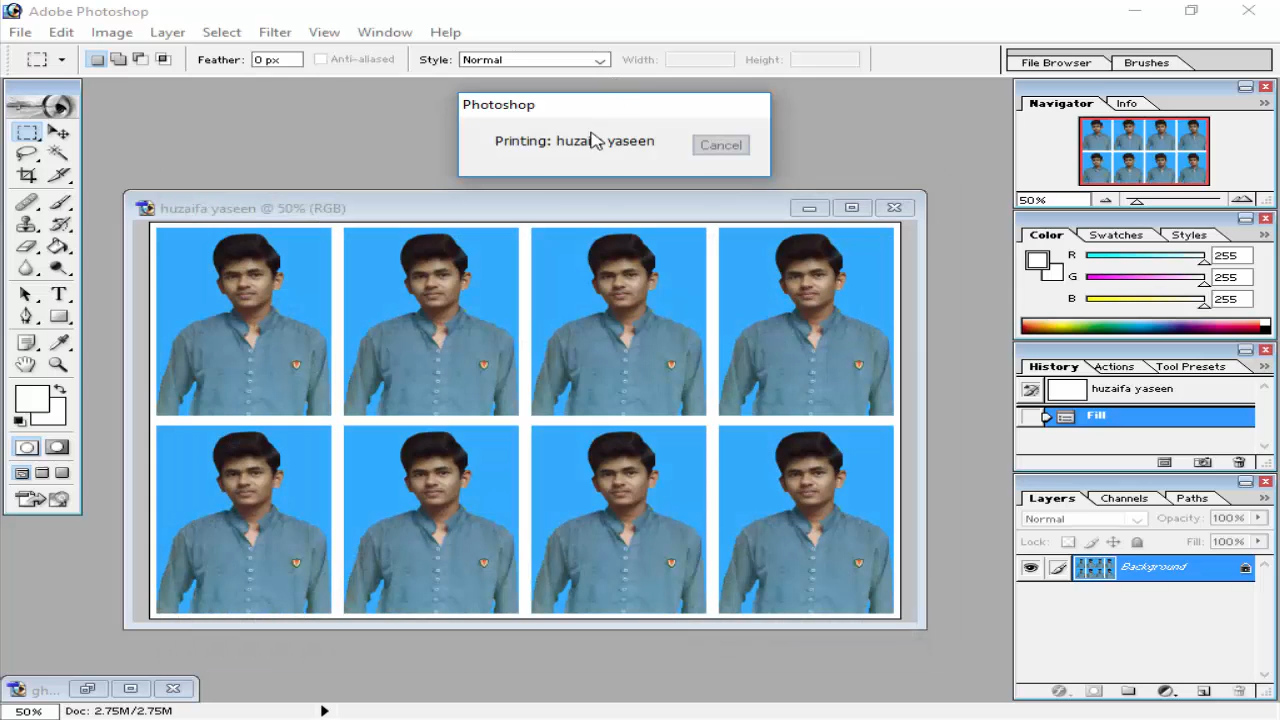 Adobe Photoshop
File Edit Image Layer Select Filter View Window Help
Feather: 0 px Anti-aliased Style: Normal Width: Height: File Browser Brushes
Photoshop
Printing: huzaifa yaseen Cancel
huzaifa yaseen @ 50% (RGB)
Navigator Info
50%
Color Swatches Styles
R 255
G 255
B 255
History Actions Tool Presets
huzaifa yaseen
Fill
Layers Channels Paths
Normal Opacity: 100%
Lock: Fill: 100%
Background
gh...
50% Doc: 2.75M/2.75M